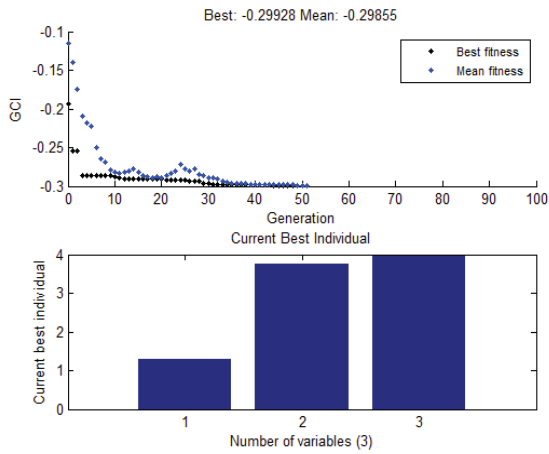 Best: -0.29928 Mean: -0.29855
-0.1
-0.15
-0.2
-0.25
-0.3
GCI
Best fitness
Mean fitness
0 10 20 30 40 50 60 70 80 90 100
Generation
Current Best Individual
4
3
2
1
0
Current best individual
1 2 3
Number of variables (3)